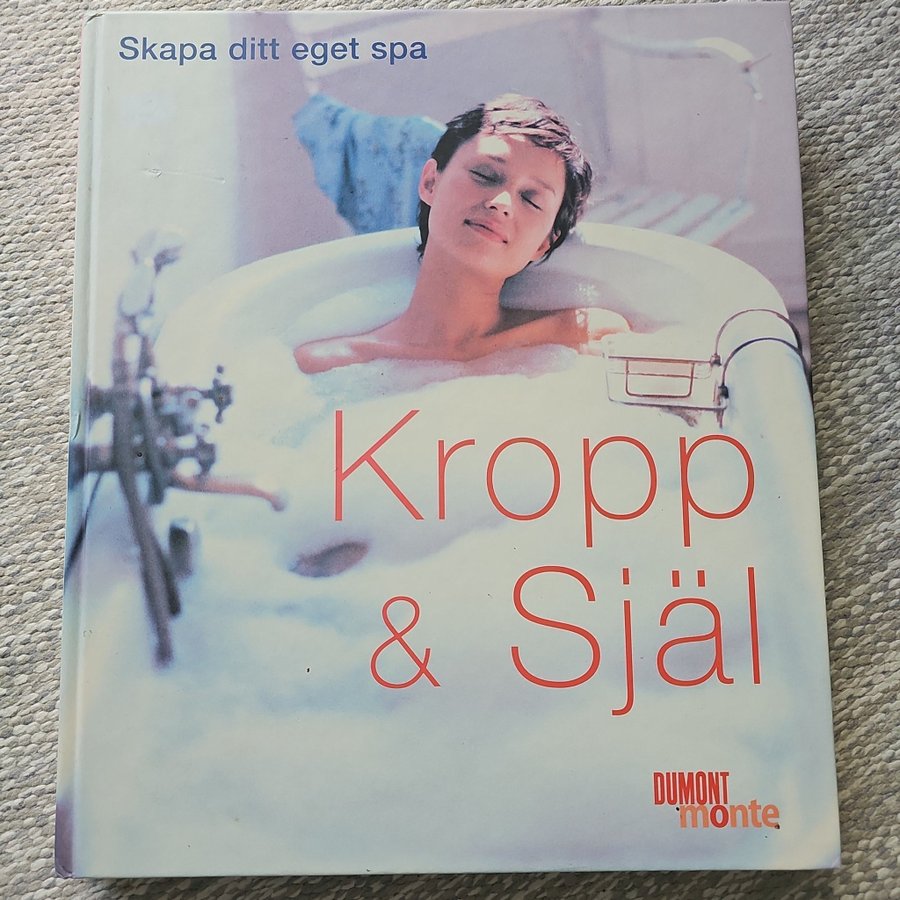 Skapa ditt eget spa
Kropp
& Själ
DUMONT
monte